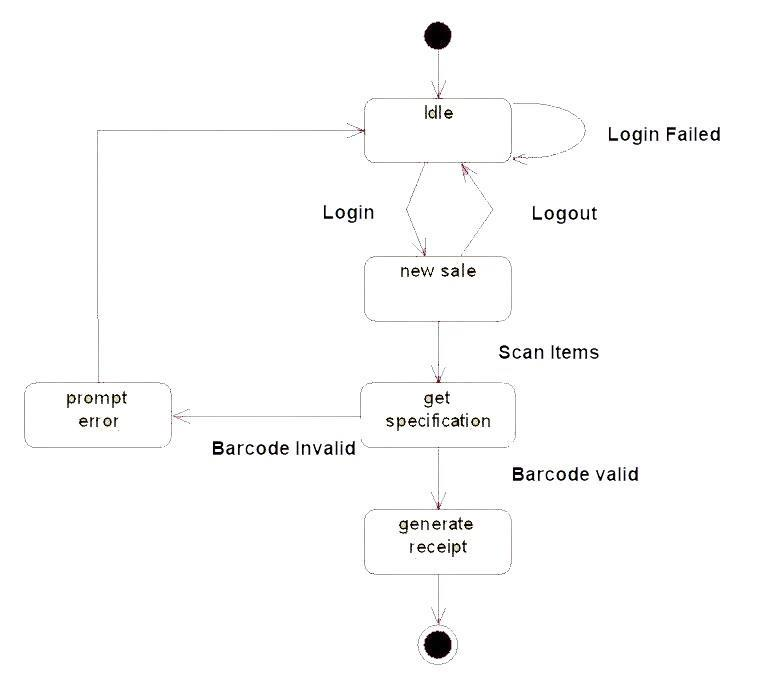 Idle
Login Failed
Login
Logout
new sale
Scan Items
prompt
error
get
specification
Barcode Invalid
Barcode valid
generate
receipt